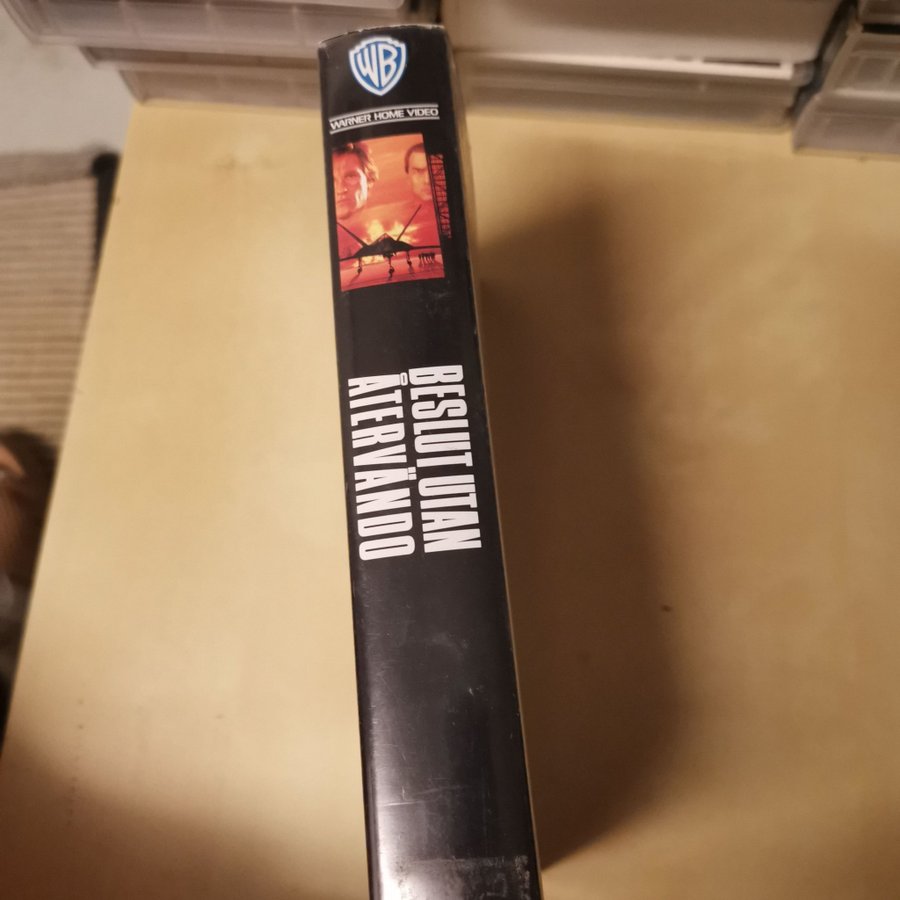 WB
WARNER HOME VIDEO
BESLUT UTAN
ÅTERVÄNDO